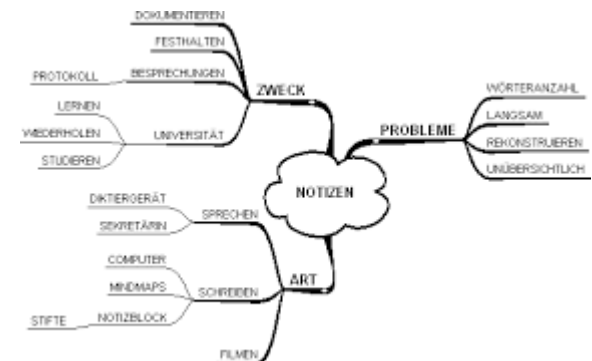 DOKUMENTIEREN
FESTHALTEN
PROTOKOLL
BESPRECHUNGEN
ZWECK
LERNEN
WIEDERHOLEN
UNIVERSITÄT
STUDIEREN
PROBLEME
WÖRTERANZAHL
LANGSAM
REKONSTRUIEREN
UNÜBERSICHTLICH
NOTIZEN
DIKTIERGERÄT
SPRECHEN
SEKRETÄRIN
ART
COMPUTER
MINDMAPS
SCHREIBEN
STIFTE
NOTIZBLOCK
FILMEN